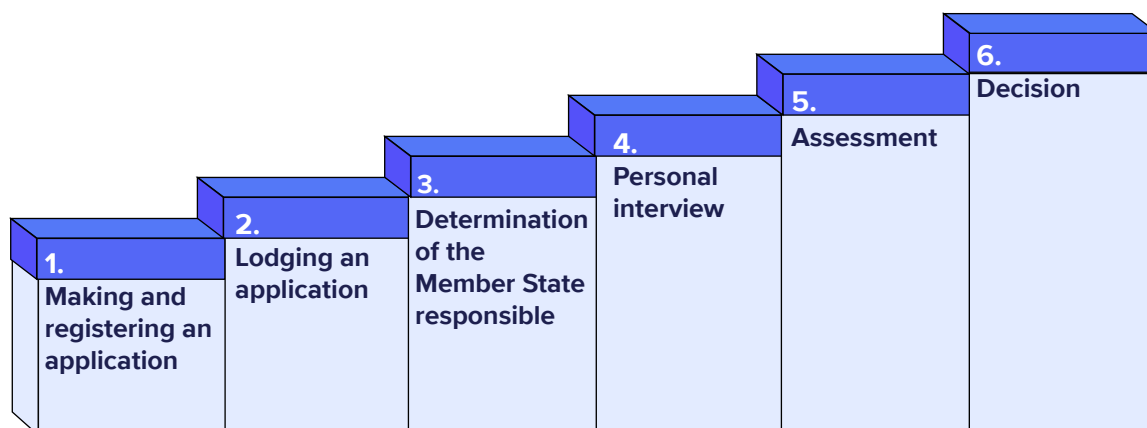 1.
Making and
registering an
application
2.
Lodging an
application
3.
Determination
of the
Member State
responsible
4.
Personal
interview
5.
Assessment
6.
Decision